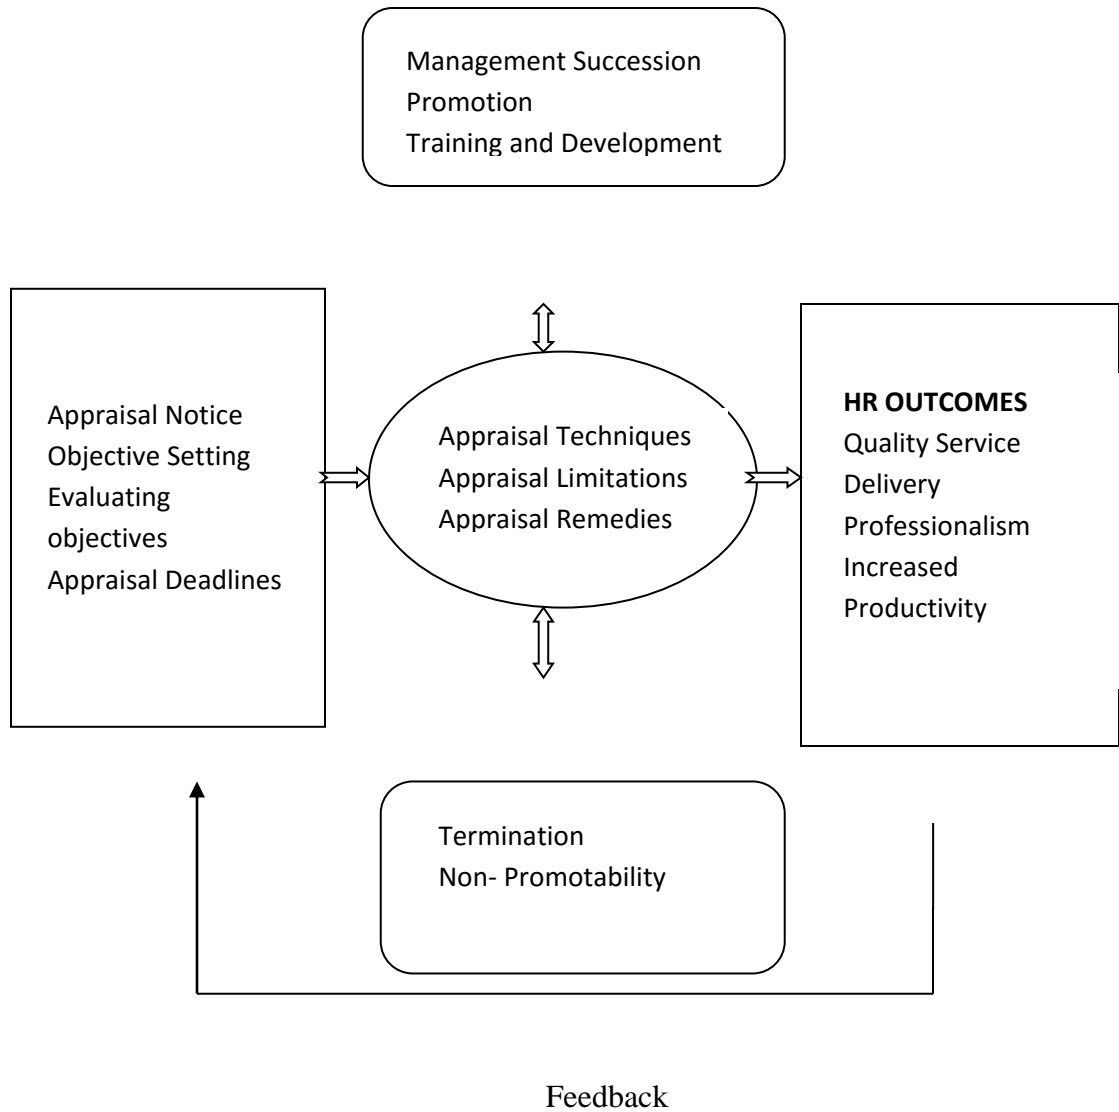 Management Succession
Promotion
Training and Development
Appraisal Notice
Objective Setting
Evaluating
objectives
Appraisal Deadlines
Appraisal Techniques
Appraisal Limitations
Appraisal Remedies
HR OUTCOMES
Quality Service
Delivery
Professionalism
Increased
Productivity
Termination
Non- Promotability
Feedback